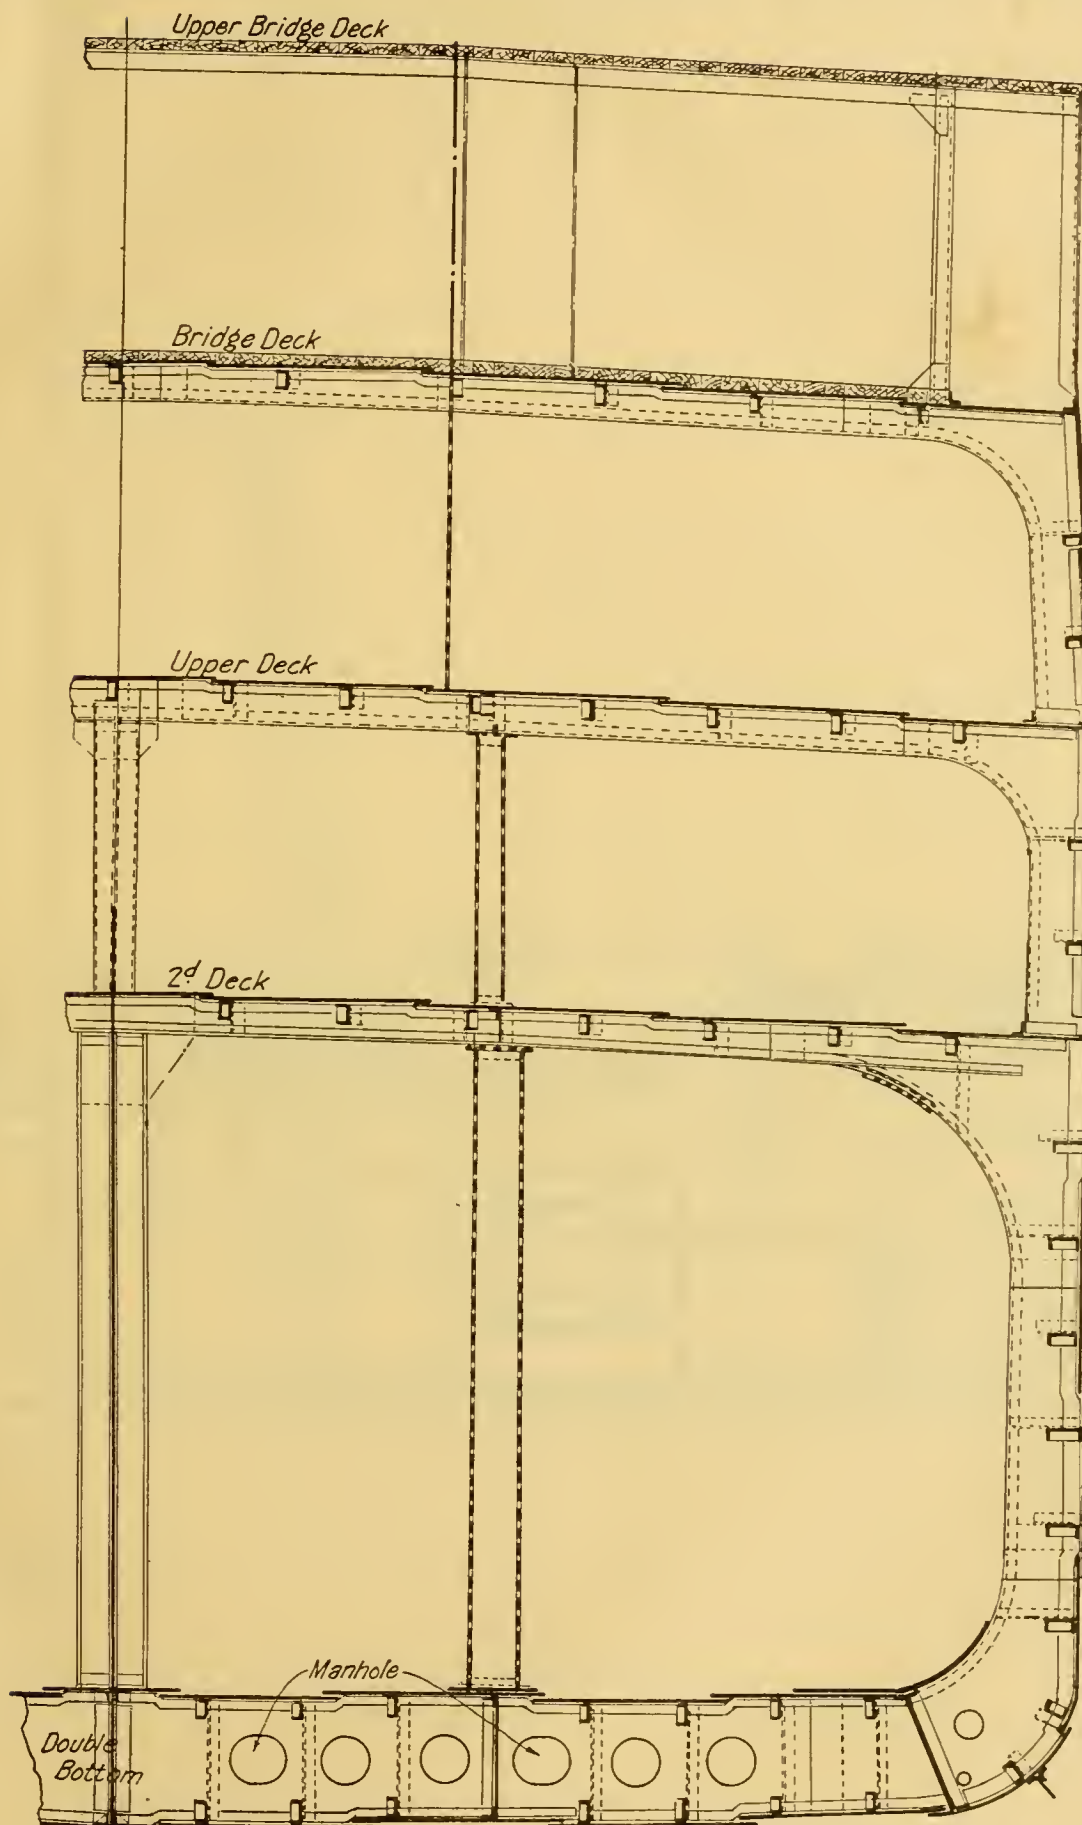 Upper Bridge Deck
Bridge Deck
Upper Deck
2d Deck
Manhole
Double
Bottom